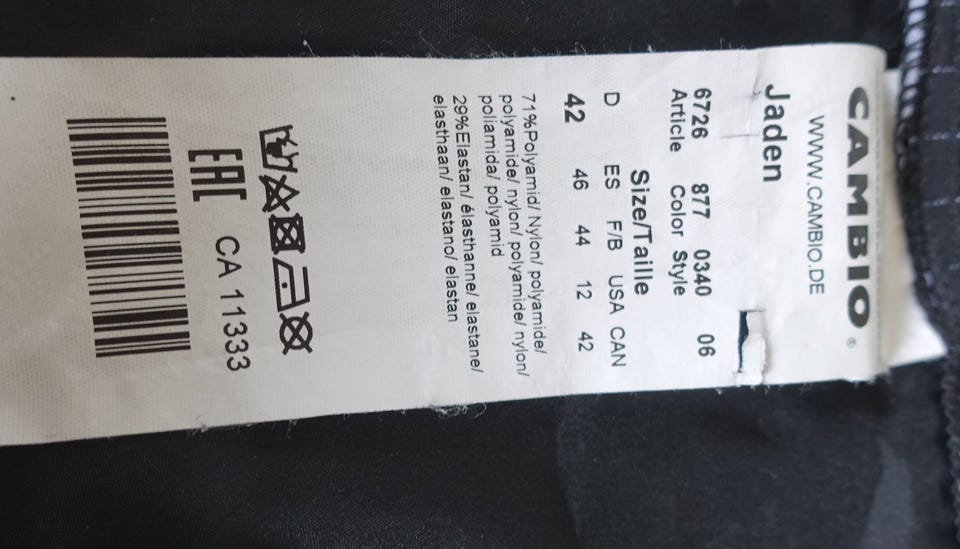 CAMBIO®
WWW.CAMBIO.DE
Jaden
6726 877 0340 06
Article Color Style
Size/Taille
D ES F/B USA CAN
42 46 44 12 42
71%Polyamid/ Nylon/ polyamide/
polyamide/ nylon/ polyamide/ nylon/
poliamida/ polyamid
29%Elastan/ élasthanne/ elastane/
elasthaan/ elastano/ elastan
EAC CA 11333